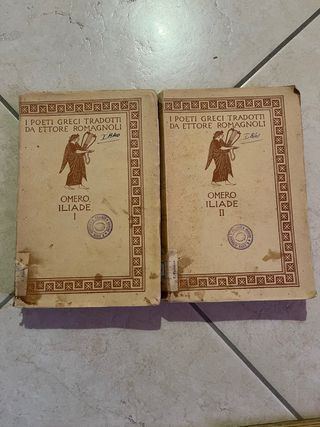 I POETI GRECI TRADOTTI
DA ETTORE ROMAGNOLI
OMERO
ILIADE
I
I POETI GRECI TRADOTTI
DA ETTORE ROMAGNOLI
OMERO
ILIADE
II